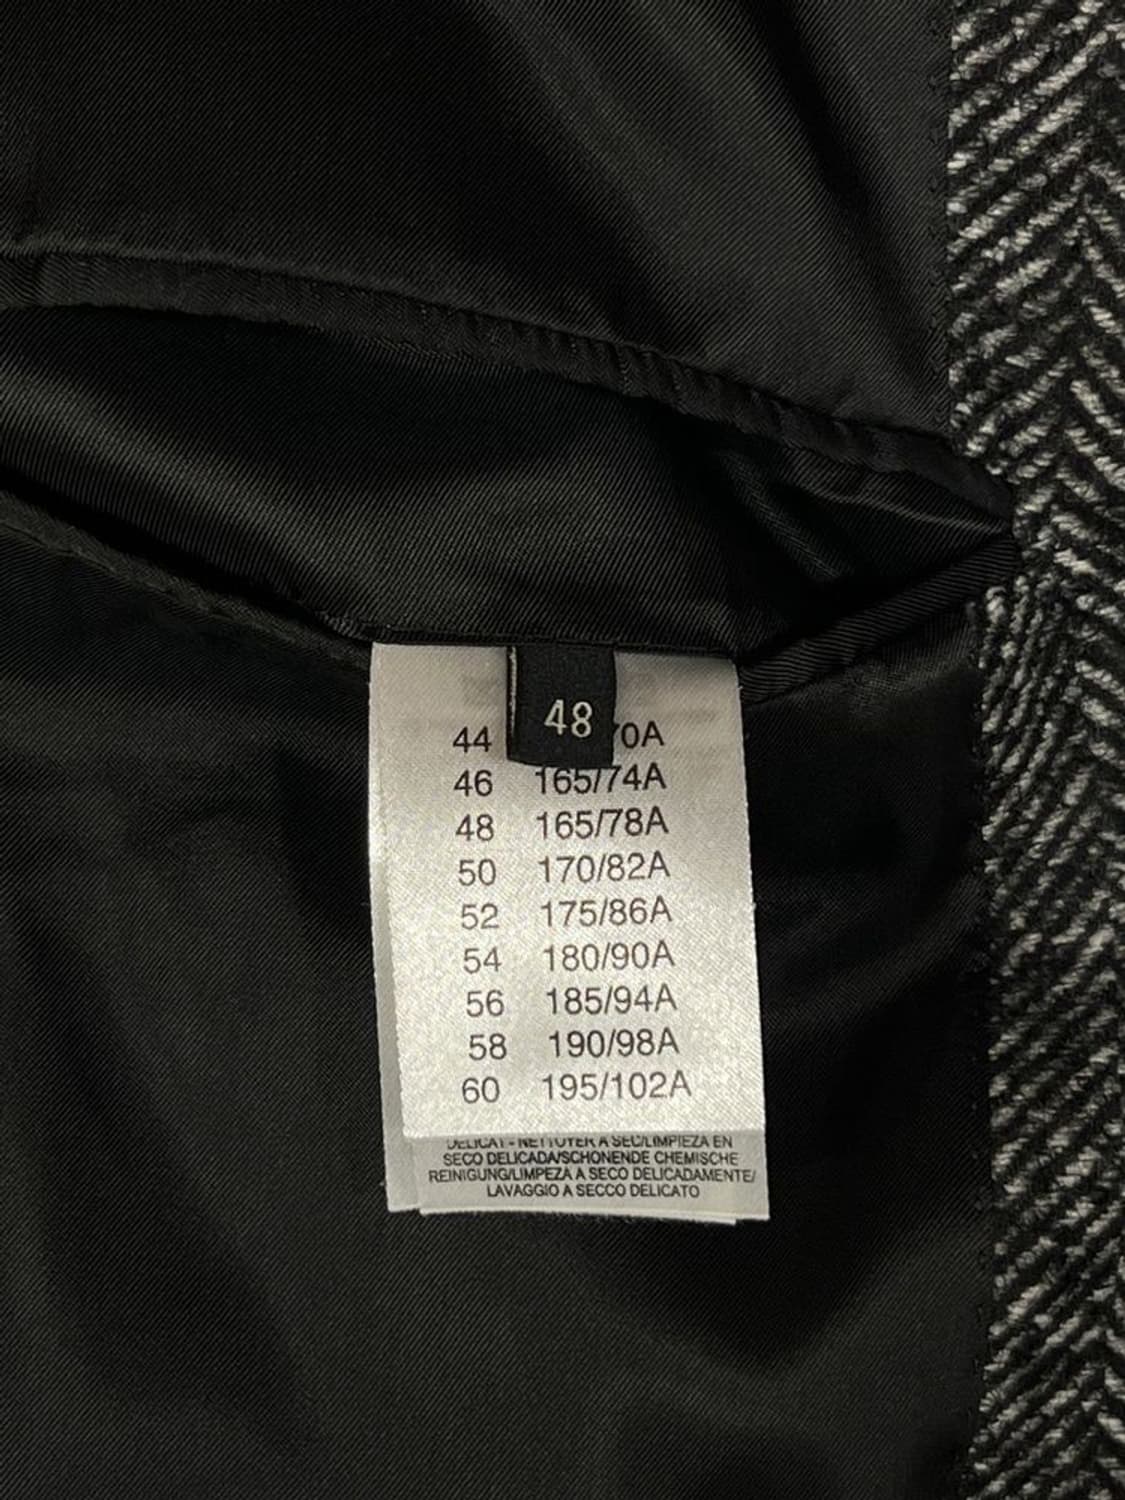 48
44 70A
46 165/74A
48 165/78A
50 170/82A
52 175/86A
54 180/90A
56 185/94A
58 190/98A
60 195/102A
DELICAT - NETTOYER A SEC/LIMPIEZA EN
SECO DELICADA/SCHONENDE CHEMISCHE
REINIGUNG/LIMPEZA A SECO DELICADAMENTE/
LAVAGGIO A SECCO DELICATO